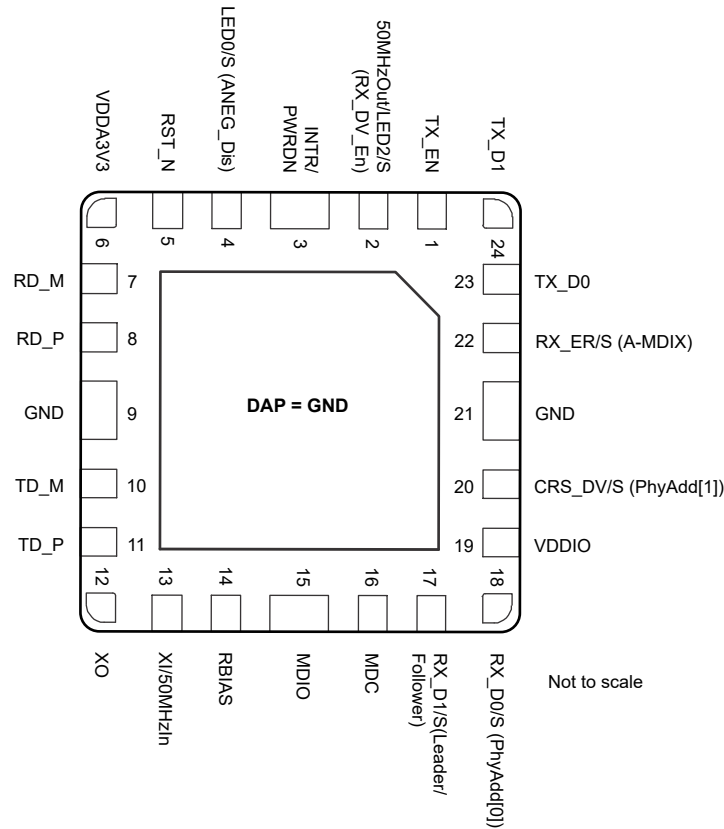 VDDA3V3
RST_N
LED0/S (ANEG_Dis)
INTR/
PWRDN
50MHzOut/LED2/S
(RX_DV_En)
TX_EN
TX_D1
6
5
4
3
2
1
24
RD_M
7
23
TX_D0
RD_P
8
22
RX_ER/S (A-MDIX)
GND
9
DAP = GND
21
GND
TD_M
10
20
CRS_DV/S (PhyAdd[1])
TD_P
11
19
VDDIO
12
13
14
15
16
17
18
XO
XI/50MHzIn
RBIAS
MDIO
MDC
RX_D1/S(Leader/
Follower)
RX_D0/S (PhyAdd[0])
Not to scale